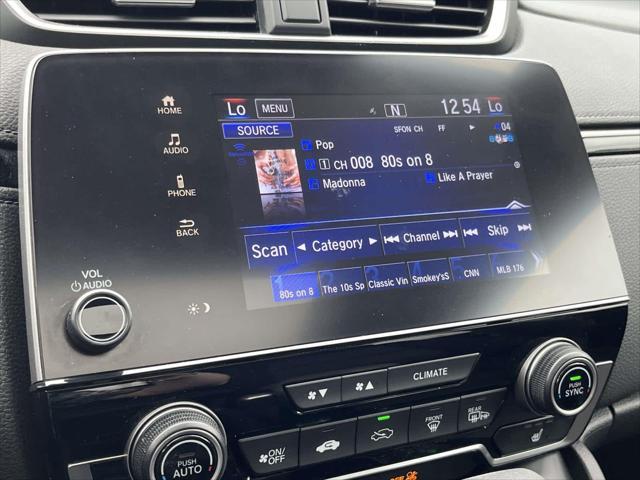 Lo MENU N 12 54 Lo
SOURCE SFON CH FF 04
Pop
1 CH 008 80s on 8
Madonna Like A Prayer
Scan Category Channel Skip
80s on 8 The 10s Sp Classic Vin Smokey'sS CNN MLB 176
HOME
AUDIO
PHONE
BACK
VOL
AUDIO
CLIMATE
ON/
OFF
FRONT
REAR
PUSH
AUTO
PUSH
SYNC